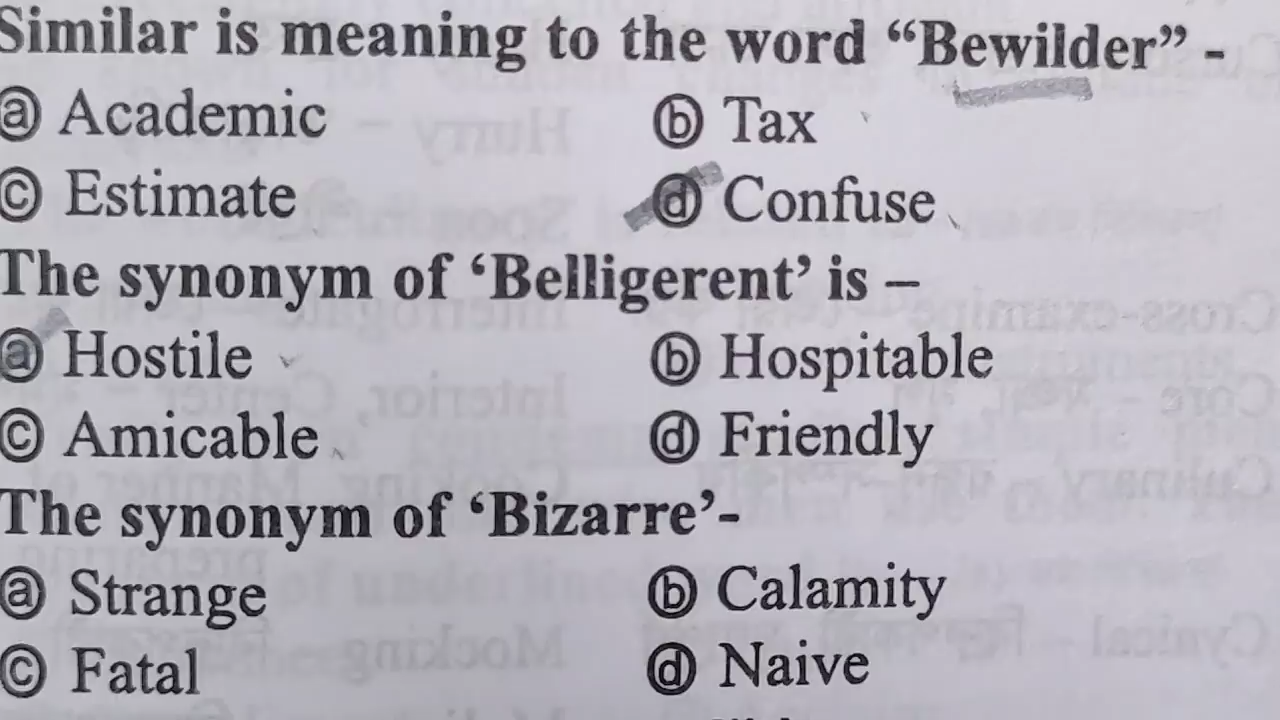 Similar is meaning to the word “Bewilder” -
ⓐ Academic ⓑ Tax
ⓒ Estimate ⓓ Confuse
The synonym of ‘Belligerent’ is –
ⓐ Hostile ⓑ Hospitable
ⓒ Amicable ⓓ Friendly
The synonym of ‘Bizarre’-
ⓐ Strange ⓑ Calamity
ⓒ Fatal ⓓ Naive